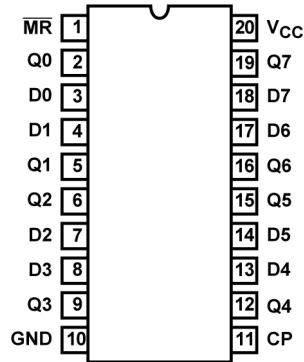 M̅R̅ 1 20 VCC
Q0 2 19 Q7
D0 3 18 D7
D1 4 17 D6
Q1 5 16 Q6
Q2 6 15 Q5
D2 7 14 D5
D3 8 13 D4
Q3 9 12 Q4
GND 10 11 CP